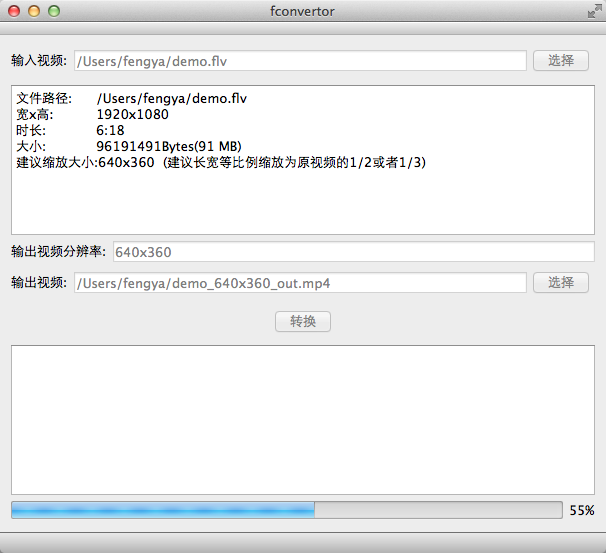 fconvertor
输入视频: /Users/fengya/demo.flv 选择
文件路径: /Users/fengya/demo.flv
宽x高: 1920x1080
时长: 6:18
大小: 96191491Bytes(91 MB)
建议缩放大小:640x360 (建议长宽等比例缩放为原视频的1/2或者1/3)
输出视频分辨率: 640x360
输出视频: /Users/fengya/demo_640x360_out.mp4 选择
转换
55%